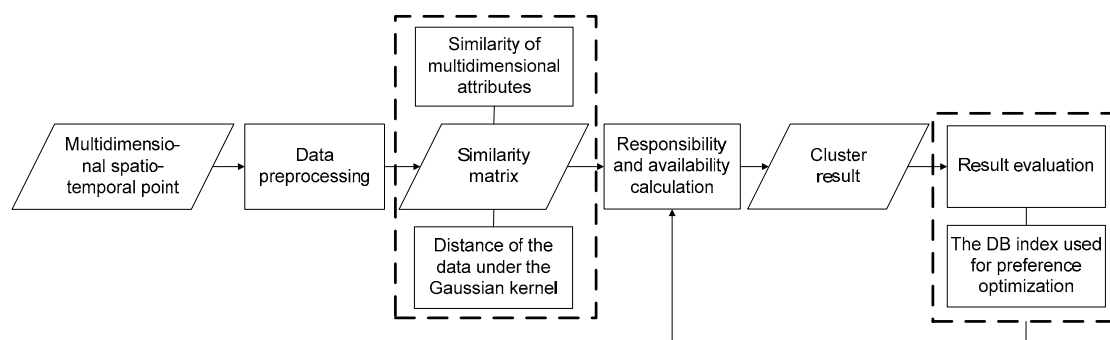 Multidimensio-
nal spatio-
temporal point
Data
preprocessing
Similarity of
multidimensional
attributes
Similarity
matrix
Distance of the
data under the
Gaussian kernel
Responsibility
and availability
calculation
Cluster
result
Result evaluation
The DB index used
for preference
optimization